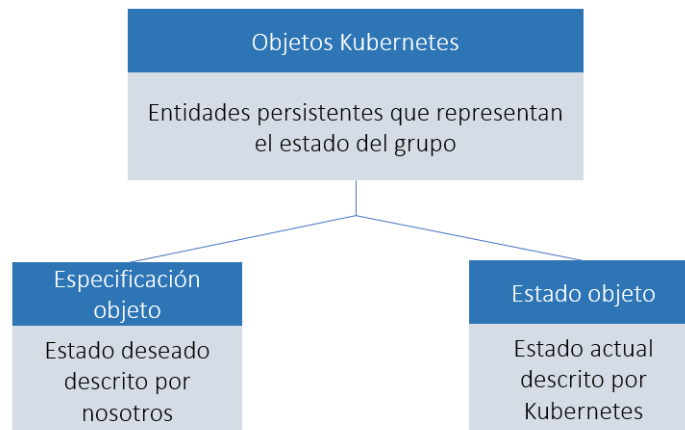 Objetos Kubernetes
Entidades persistentes que representan
el estado del grupo
Especificación
objeto
Estado deseado
descrito por
nosotros
Estado objeto
Estado actual
descrito por
Kubernetes